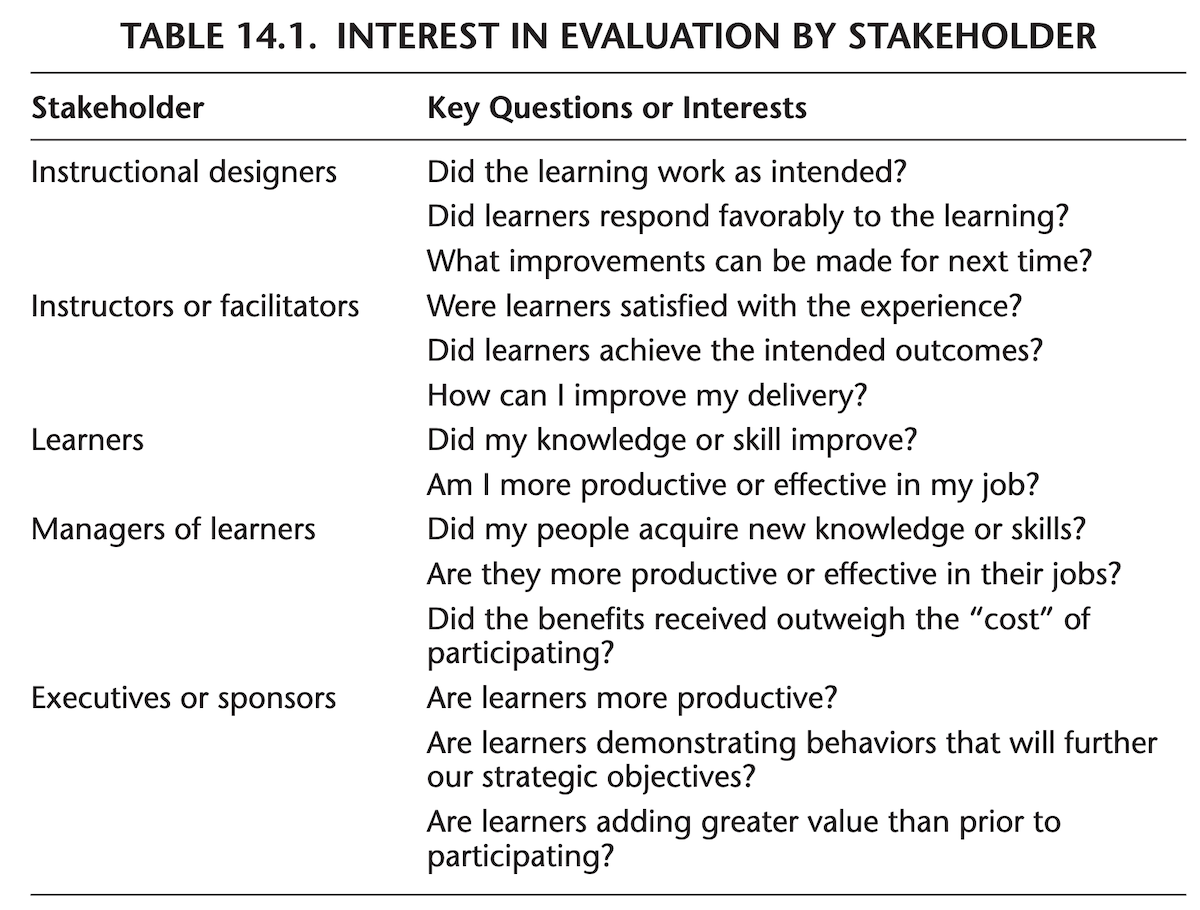 TABLE 14.1. INTEREST IN EVALUATION BY STAKEHOLDER
Stakeholder Key Questions or Interests
Instructional designers Did the learning work as intended?
Did learners respond favorably to the learning?
What improvements can be made for next time?
Instructors or facilitators Were learners satisfied with the experience?
Did learners achieve the intended outcomes?
How can I improve my delivery?
Learners Did my knowledge or skill improve?
Am I more productive or effective in my job?
Managers of learners Did my people acquire new knowledge or skills?
Are they more productive or effective in their jobs?
Did the benefits received outweigh the “cost” of
participating?
Executives or sponsors Are learners more productive?
Are learners demonstrating behaviors that will further
our strategic objectives?
Are learners adding greater value than prior to
participating?